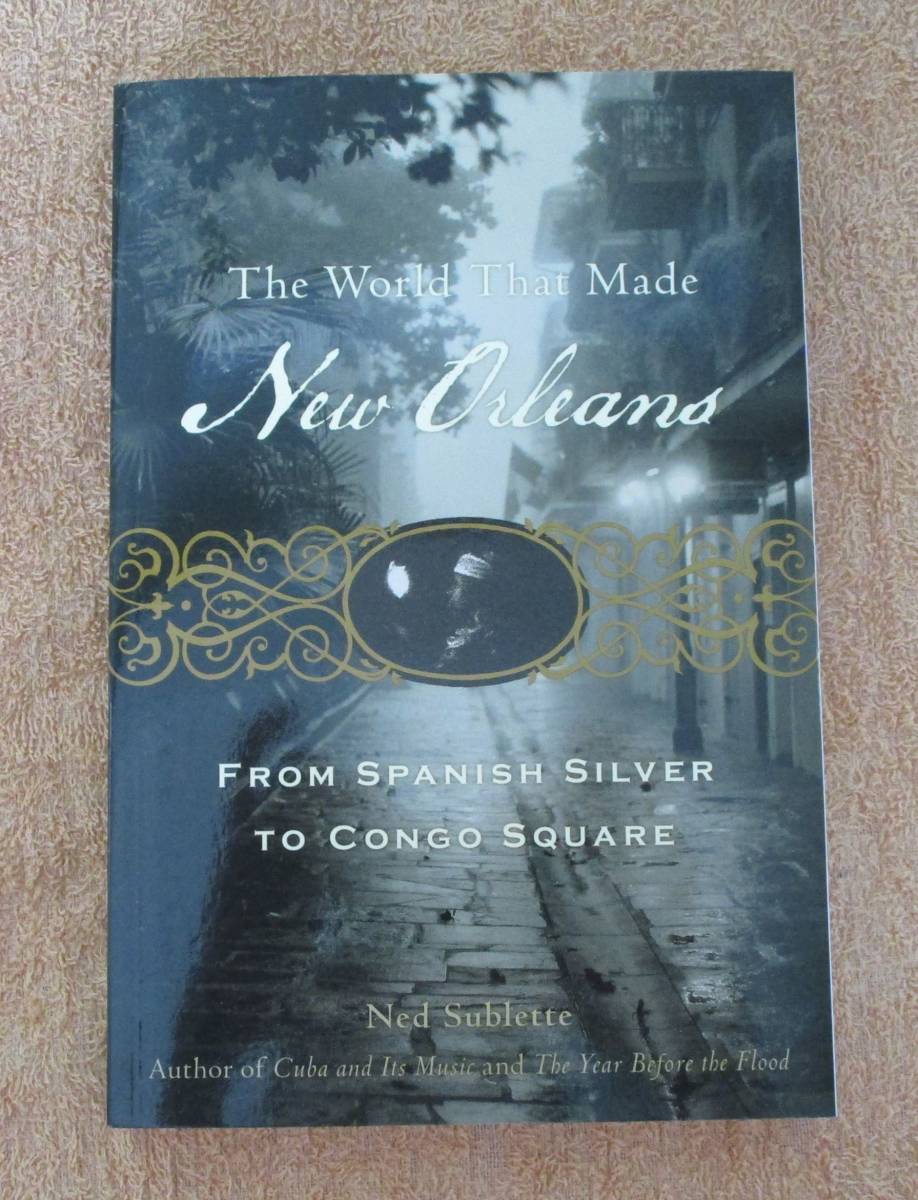 The World That Made
New Orleans
From Spanish Silver
to Congo Square
Ned Sublette
Author of Cuba and Its Music and The Year Before the Flood